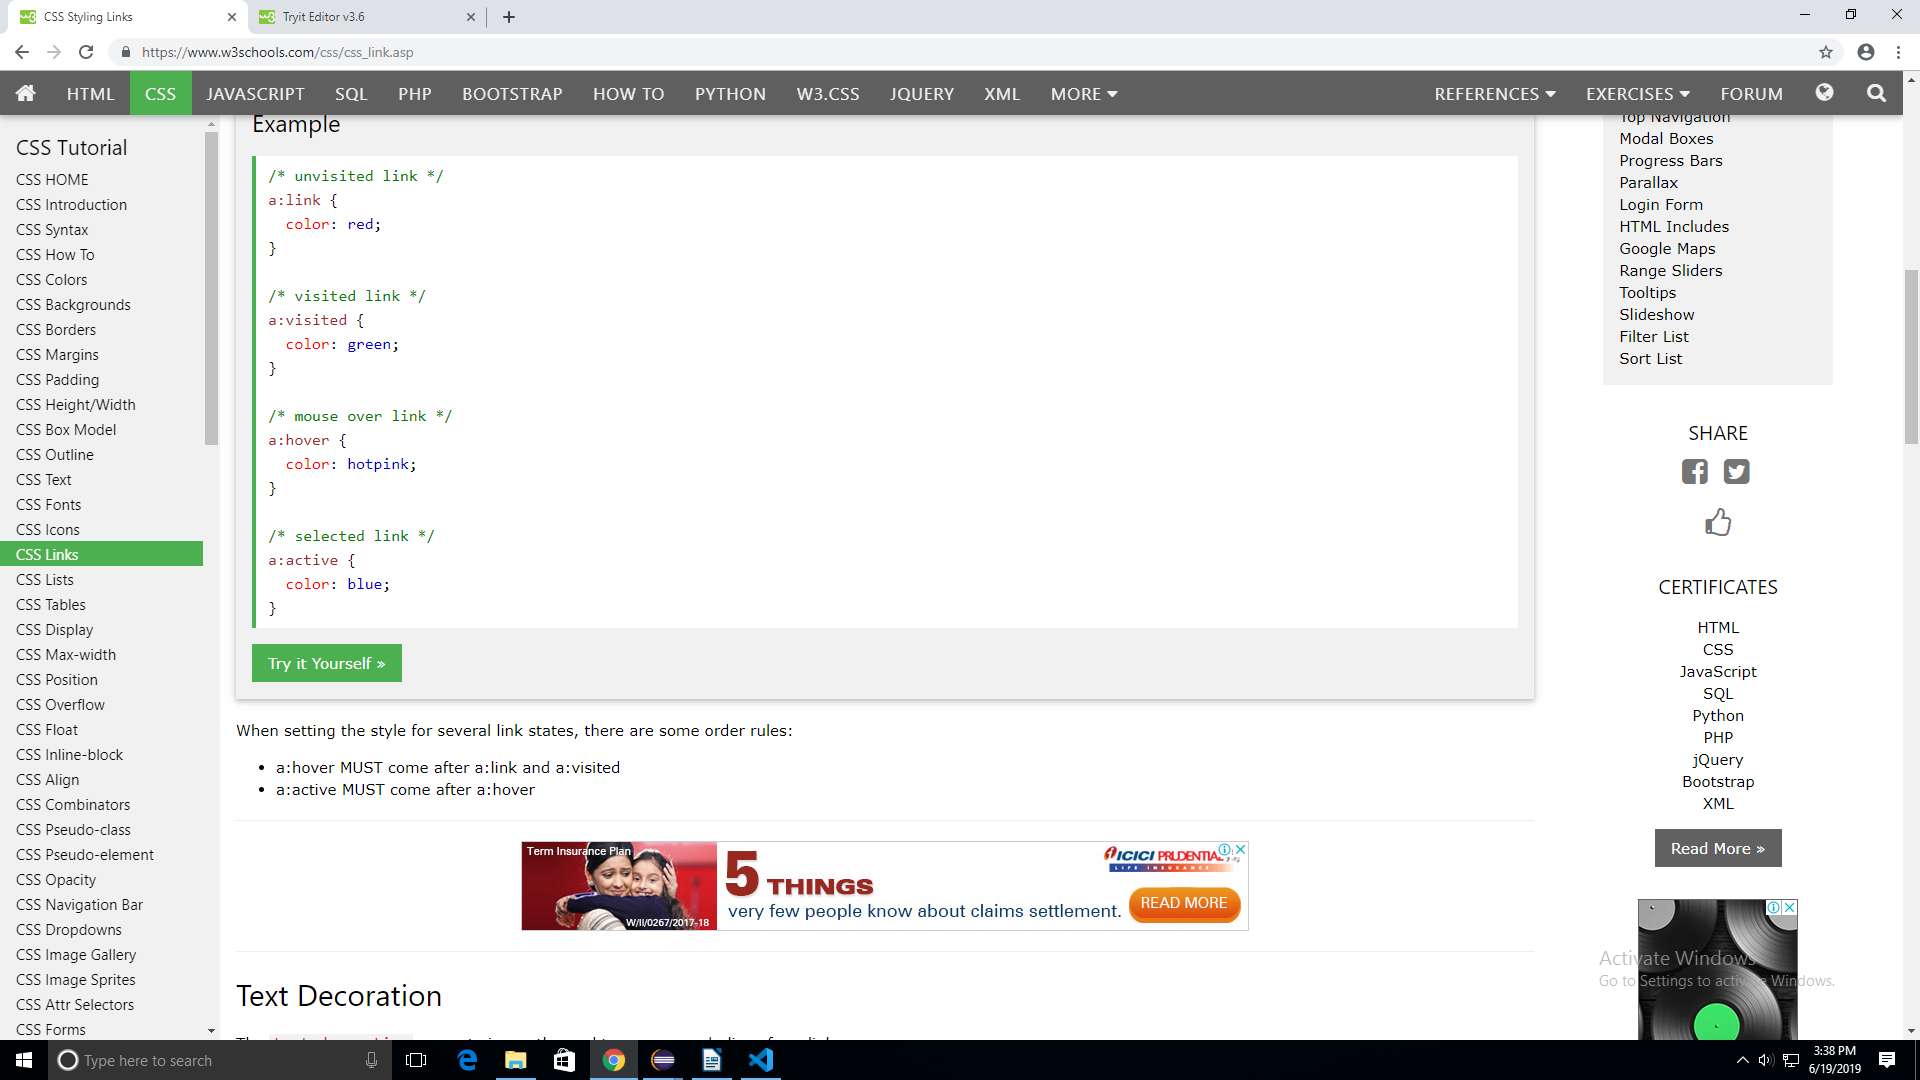 CSS Styling Links
Tryit Editor v3.6
https://www.w3schools.com/css/css_link.asp
HTML CSS JAVASCRIPT SQL PHP BOOTSTRAP HOW TO PYTHON W3.CSS JQUERY XML MORE REFERENCES EXERCISES FORUM
CSS Tutorial
CSS HOME
CSS Introduction
CSS Syntax
CSS How To
CSS Colors
CSS Backgrounds
CSS Borders
CSS Margins
CSS Padding
CSS Height/Width
CSS Box Model
CSS Outline
CSS Text
CSS Fonts
CSS Icons
CSS Links
CSS Lists
CSS Tables
CSS Display
CSS Max-width
CSS Position
CSS Overflow
CSS Float
CSS Inline-block
CSS Align
CSS Combinators
CSS Pseudo-class
CSS Pseudo-element
CSS Opacity
CSS Navigation Bar
CSS Dropdowns
CSS Image Gallery
CSS Image Sprites
CSS Attr Selectors
CSS Forms
Example
/* unvisited link */
a:link {
color: red;
}
/* visited link */
a:visited {
color: green;
}
/* mouse over link */
a:hover {
color: hotpink;
}
/* selected link */
a:active {
color: blue;
}
Try it Yourself »
When setting the style for several link states, there are some order rules:
• a:hover MUST come after a:link and a:visited
• a:active MUST come after a:hover
Term Insurance Plan
W/II/0267/2017-18
5 THINGS
very few people know about claims settlement.
ICICI PRUDENTIAL
LIFE INSURANCE
READ MORE
Text Decoration
Top Navigation
Modal Boxes
Progress Bars
Parallax
Login Form
HTML Includes
Google Maps
Range Sliders
Tooltips
Slideshow
Filter List
Sort List
SHARE
CERTIFICATES
HTML
CSS
JavaScript
SQL
Python
PHP
jQuery
Bootstrap
XML
Read More »
Activate Windows
Go to Settings to activate Windows.
Type here to search
3:38 PM
6/19/2019